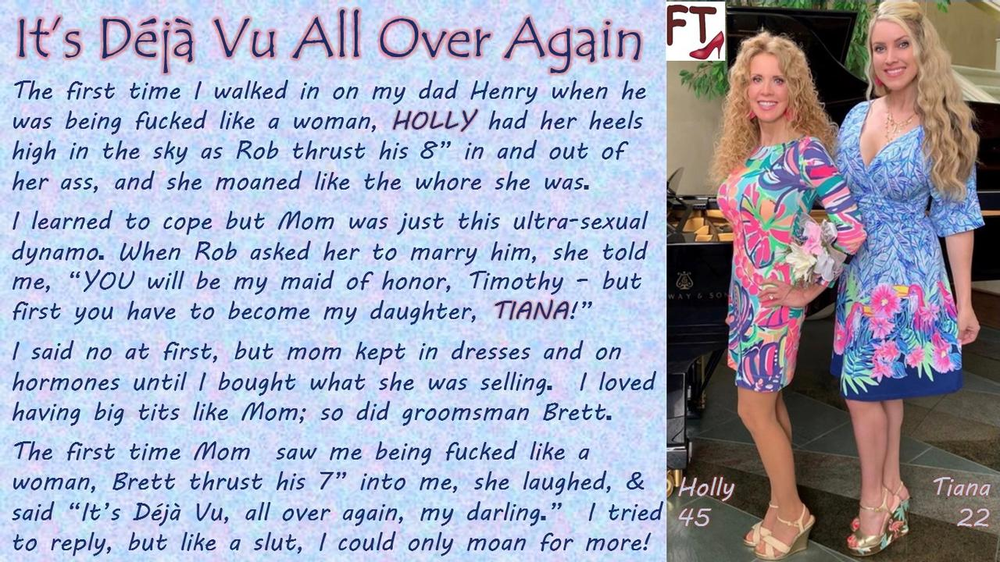 It's Déjà Vu All Over Again
The first time I walked in on my dad Henry when he
was being fucked like a woman, HOLLY had her heels
high in the sky as Rob thrust his 8” in and out of
her ass, and she moaned like the whore she was.
I learned to cope but Mom was just this ultra-sexual
dynamo. When Rob asked her to marry him, she told
me, “YOU will be my maid of honor, Timothy - but
first you have to become my daughter, TIANA!”
I said no at first, but mom kept in dresses and on
hormones until I bought what she was selling. I loved
having big tits like Mom; so did groomsman Brett.
The first time Mom saw me being fucked like a
woman, Brett thrust his 7” into me, she laughed, &
said “It's Déjà Vu, all over again, my darling.” I tried
to reply, but like a slut, I could only moan for more!
FT
WAY & SON
Holly
45
Tiana
22